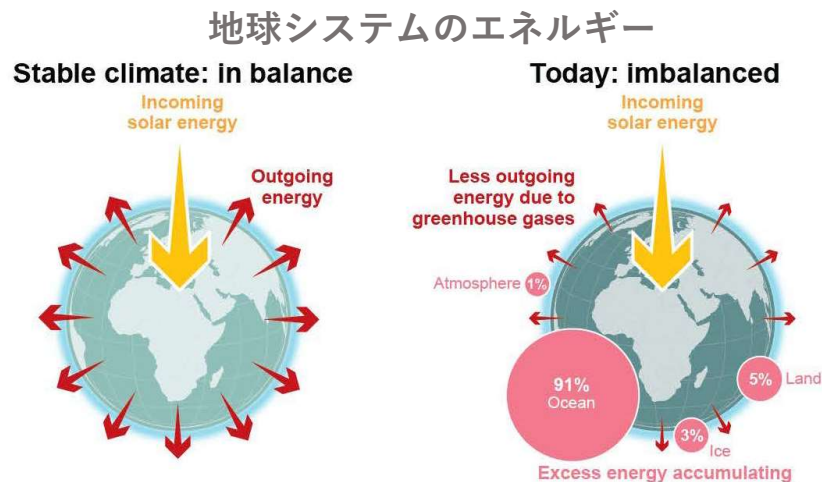 地球システムのエネルギー
Stable climate: in balance
Incoming
solar energy
Outgoing
energy
Today: imbalanced
Incoming
solar energy
Less outgoing
energy due to
greenhouse gases
Atmosphere 1%
91%
Ocean
5% Land
3%
Ice
Excess energy accumulating